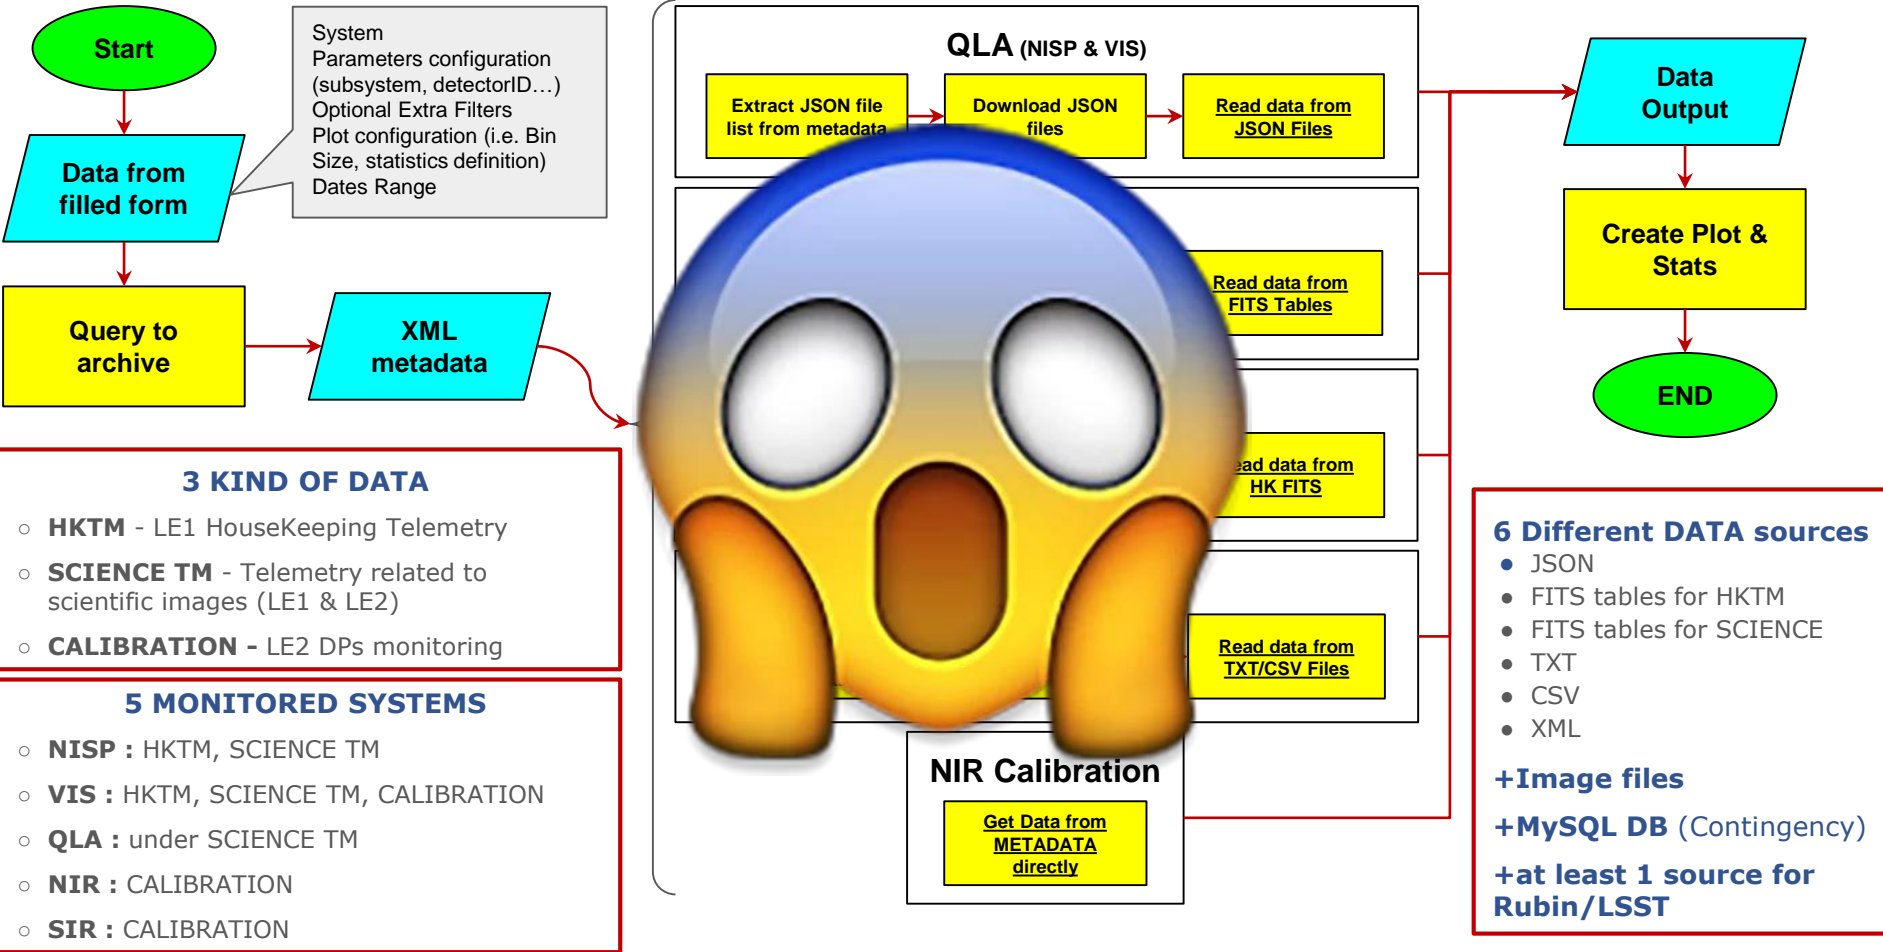 Start
Data from
filled form
Query to
archive
XML
metadata
System
Parameters configuration
(subsystem, detectorID…)
Optional Extra Filters
Plot configuration (i.e. Bin
Size, statistics definition)
Dates Range
3 KIND OF DATA
○ HKTM - LE1 HouseKeeping Telemetry
○ SCIENCE TM - Telemetry related to
scientific images (LE1 & LE2)
○ CALIBRATION - LE2 DPs monitoring
5 MONITORED SYSTEMS
○ NISP : HKTM, SCIENCE TM
○ VIS : HKTM, SCIENCE TM, CALIBRATION
○ QLA : under SCIENCE TM
○ NIR : CALIBRATION
○ SIR : CALIBRATION
QLA (NISP & VIS)
Extract JSON file
list from metadata
Download JSON
files
Read data from
JSON Files
Read data from
FITS Tables
data from
HK FITS
Read data from
TXT/CSV Files
NIR Calibration
Get Data from
METADATA
directly
Data
Output
Create Plot &
Stats
END
6 Different DATA sources
● JSON
● FITS tables for HKTM
● FITS tables for SCIENCE
● TXT
● CSV
● XML
+Image files
+MySQL DB (Contingency)
+at least 1 source for
Rubin/LSST